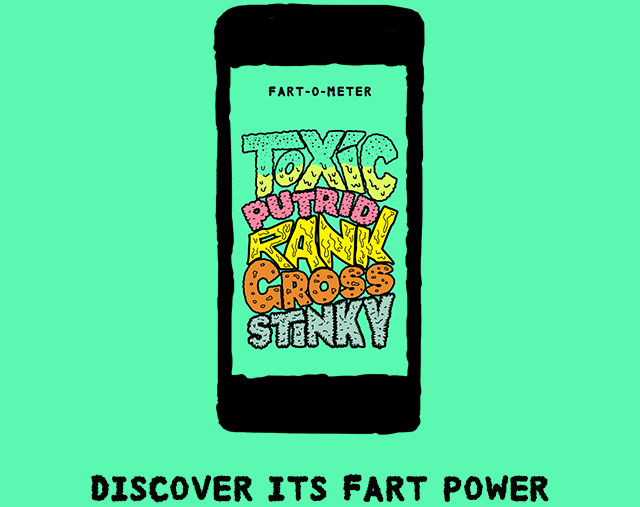 FART-O-METER
TOXiC
PUTRID
RANK
GROSS
STiNKY
DISCOVER ITS FART POWER